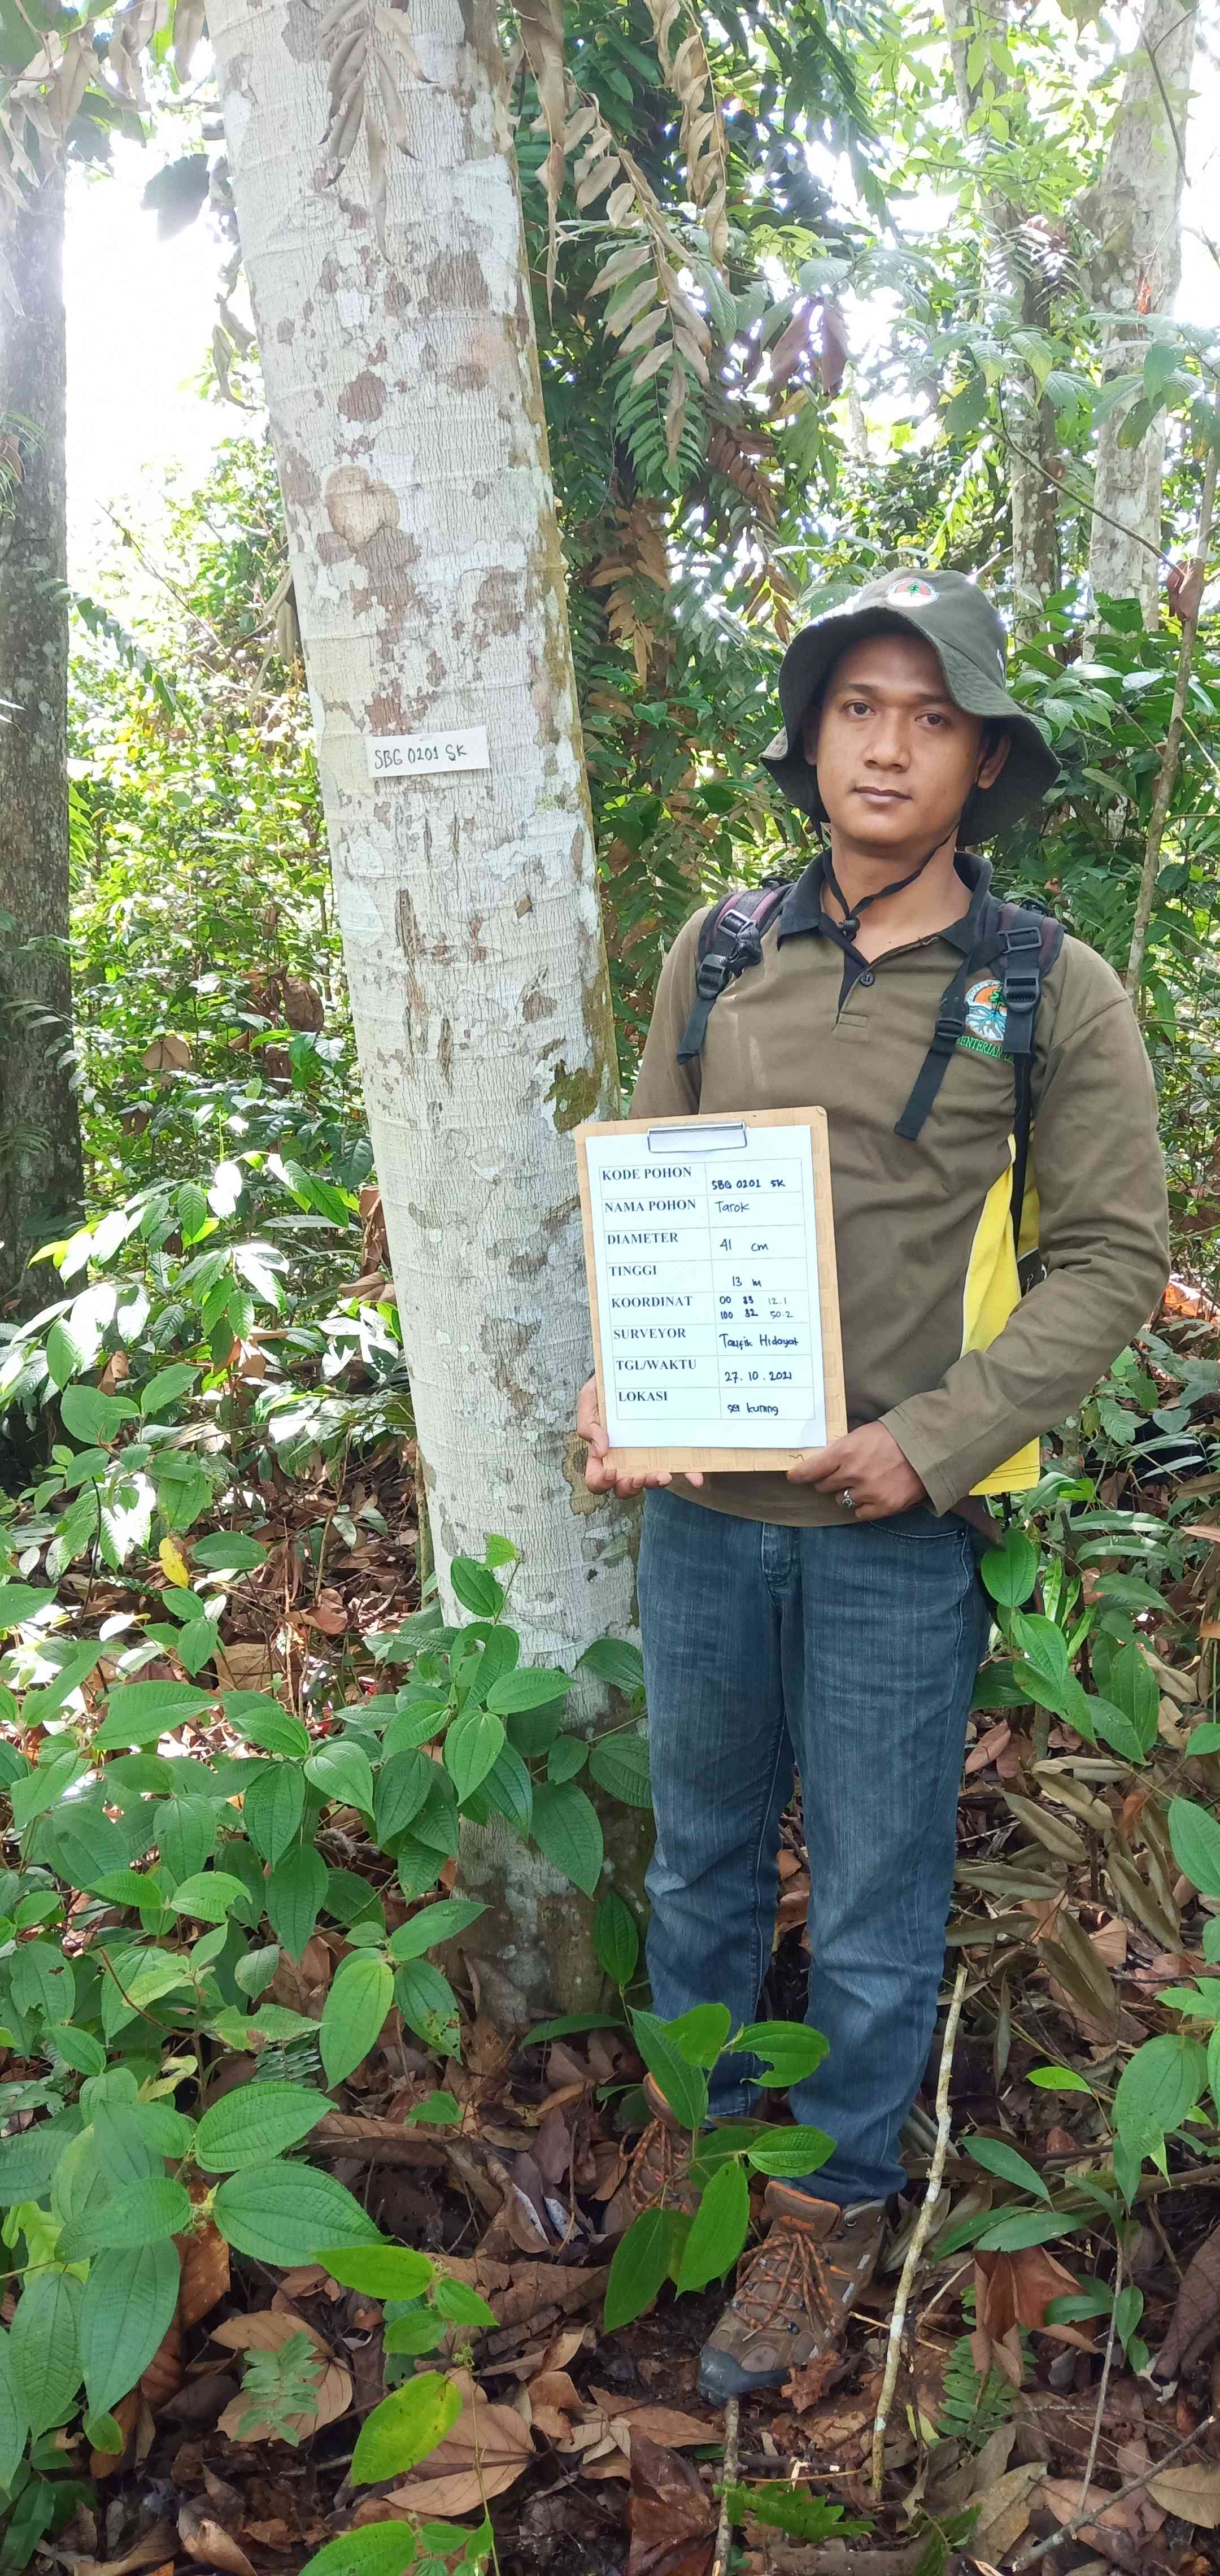 SBG 0201 SK
KODE POHON SBG 0201 SK
NAMA POHON Tarok
DIAMETER 41 cm
TINGGI 13 m
KOORDINAT 00 33 12.1
100 32 50.2
SURVEYOR Taufik Hidayat
TGL/WAKTU 27.10.2021
LOKASI sei kuning